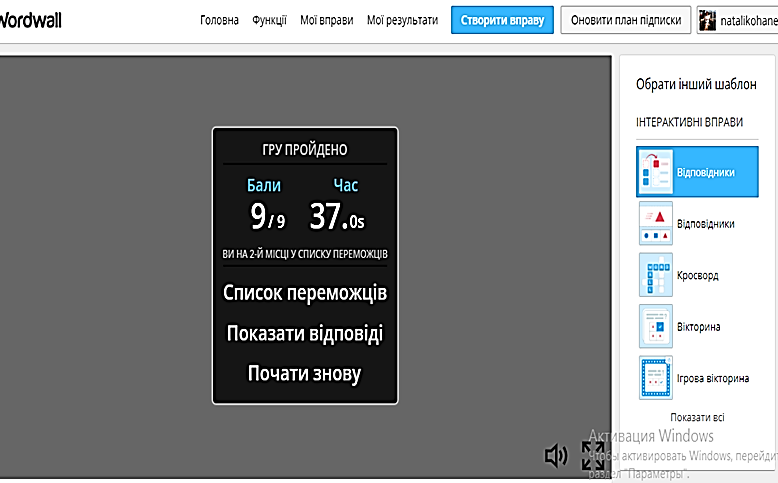 Wordwall
Головна Функції Мої вправи Мої результати Створити вправу Оновити план підписки natalikohane
Обрати інший шаблон
ІНТЕРАКТИВНІ ВПРАВИ
Відповідники
Відповідники
Кросворд
Вікторина
Ігрова вікторина
Показати всі
ГРУ ПРОЙДЕНО
Бали Час
9/9 37.0s
ВИ НА 2-Й МІСЦІ У СПИСКУ ПЕРЕМОЖЦІВ
Список переможців
Показати відповіді
Почати знову
Активация Windows
Чтобы активировать Windows, перейдит
раздел "Параметры".